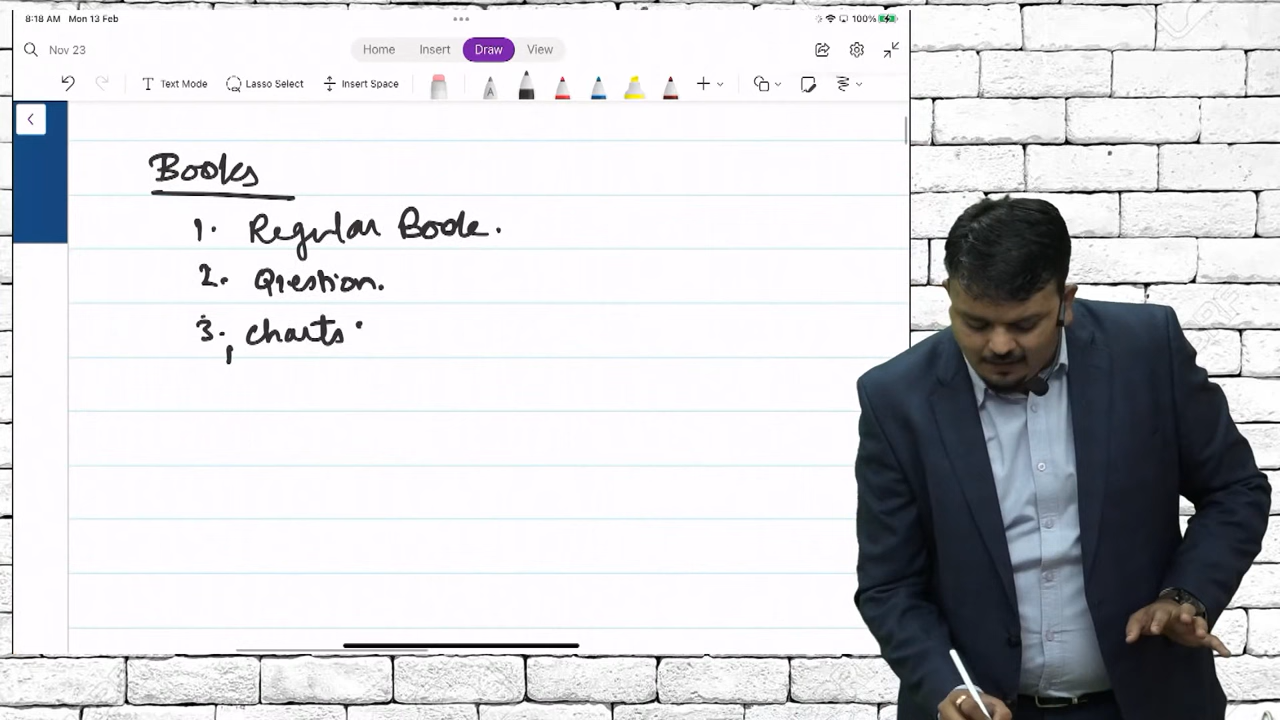 8:18 AM Mon 13 Feb 100%
Nov 23 Home Insert Draw View
T Text Mode Lasso Select Insert Space
Books
1. Regular Book.
2. Question.
3. charts